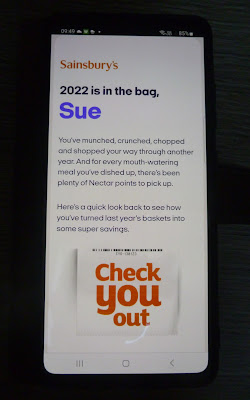 09:49
85%
Sainsbury's
2022 is in the bag,
Sue
You've munched, crunched, chopped
and shopped your way through another
year. And for every mouth-watering
meal you've dished up, there's been
plenty of Nectar points to pick up.
Here's a quick look back to see how
you've turned last year's baskets into
some super savings.
Check
you
out